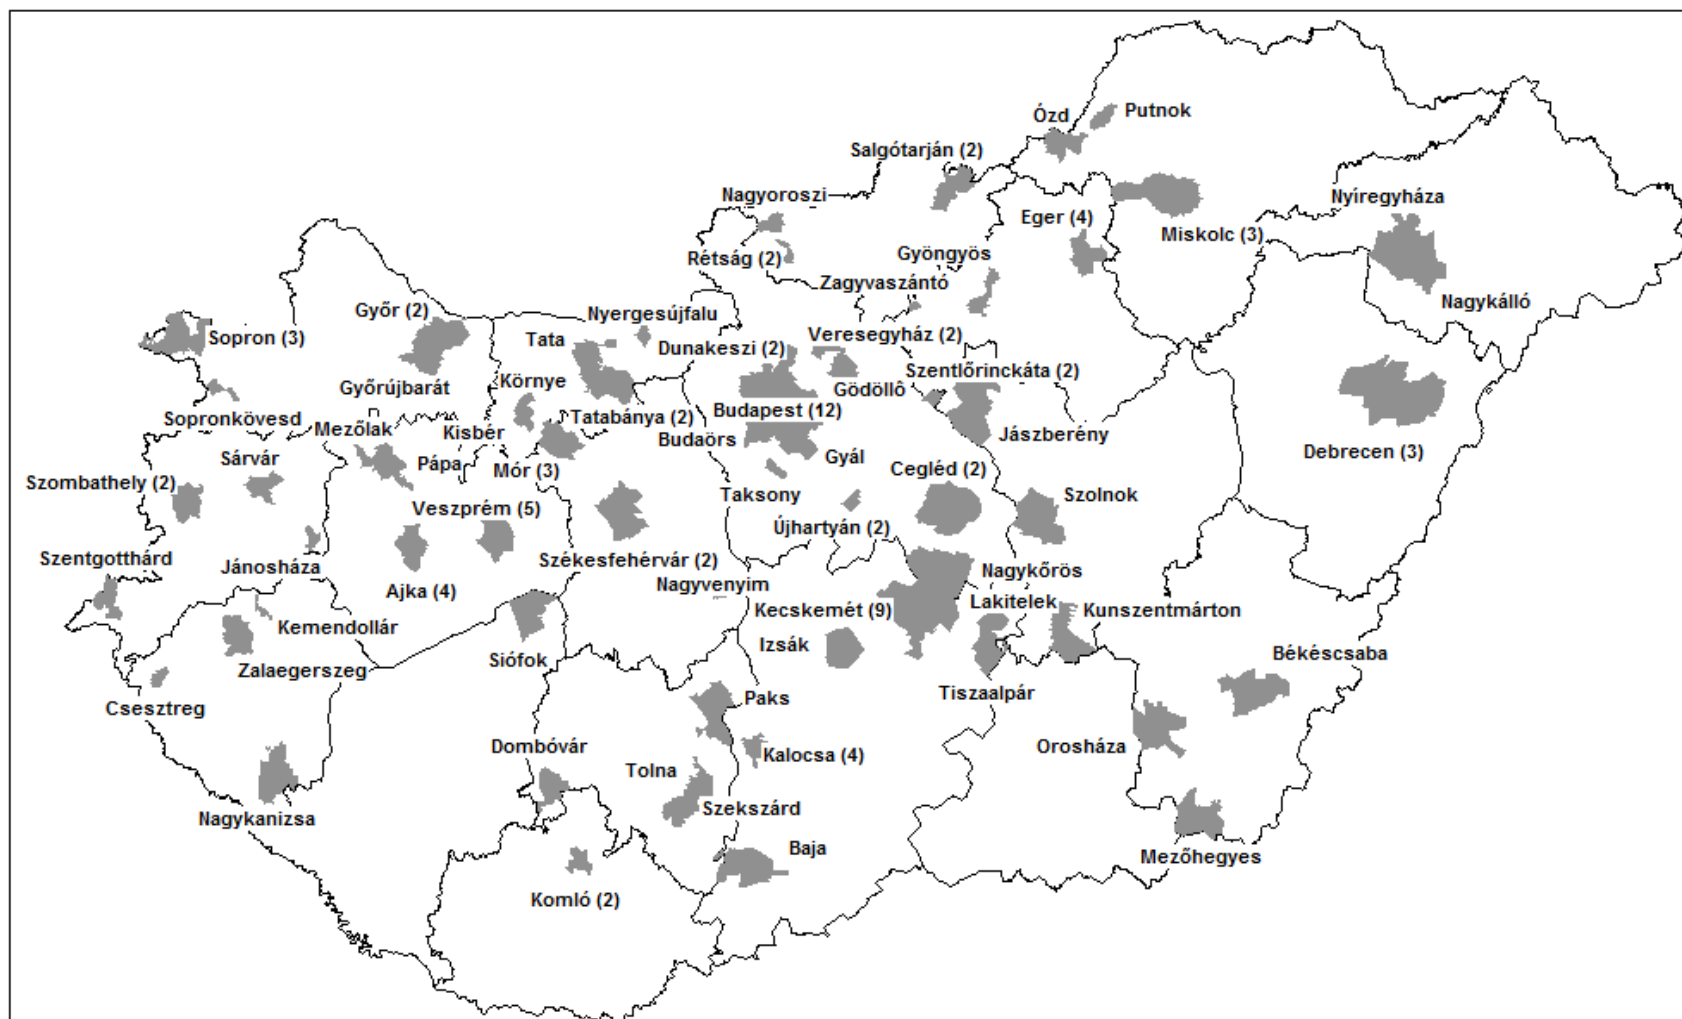 Ózd
Putnok
Salgótarján (2)
Nagyoroszi
Nyíregyháza
Eger (4)
Miskolc (3)
Rétság (2)
Gyöngyös
Zagyvaszántó
Nagykálló
Győr (2)
Nyergesújfalu
Sopron (3)
Tata
Dunakeszi (2)
Veresegyház (2)
Szentlőrinckáta (2)
Győrújbarát
Környe
Gödöllô
Sopronkövesd
Mezőlak
Tatabánya (2)
Budapest (12)
Kisbér
Budaörs
Jászberény
Sárvár
Pápa
Mór (3)
Gyál
Debrecen (3)
Szombathely (2)
Cegléd (2)
Taksony
Szolnok
Veszprém (5)
Újhartyán (2)
Szentgotthárd
Jánosháza
Székesfehérvár (2)
Nagykőrös
Ajka (4)
Nagyvenyim
Lakitelek
Kecskemét (9)
Kunszentmárton
Kemendollár
Izsák
Siófok
Békéscsaba
Zalaegerszeg
Tiszaalpár
Csesztreg
Paks
Orosháza
Dombóvár
Kalocsa (4)
Tolna
Szekszárd
Nagykanizsa
Baja
Mezőhegyes
Komló (2)